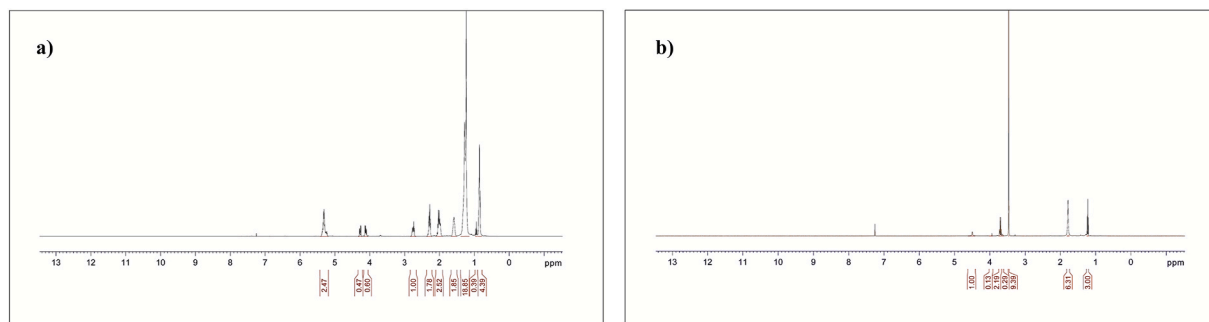 a)
13 12 11 10 9 8 7 6 5 4 3 2 1 0 ppm
2.47 0.47 0.60 1.00 1.78 2.52 1.85 18.65 0.39 4.39
b)
13 12 11 10 9 8 7 6 5 4 3 2 1 0 ppm
1.00 0.13 2.19 0.29 9.39 6.31 3.00